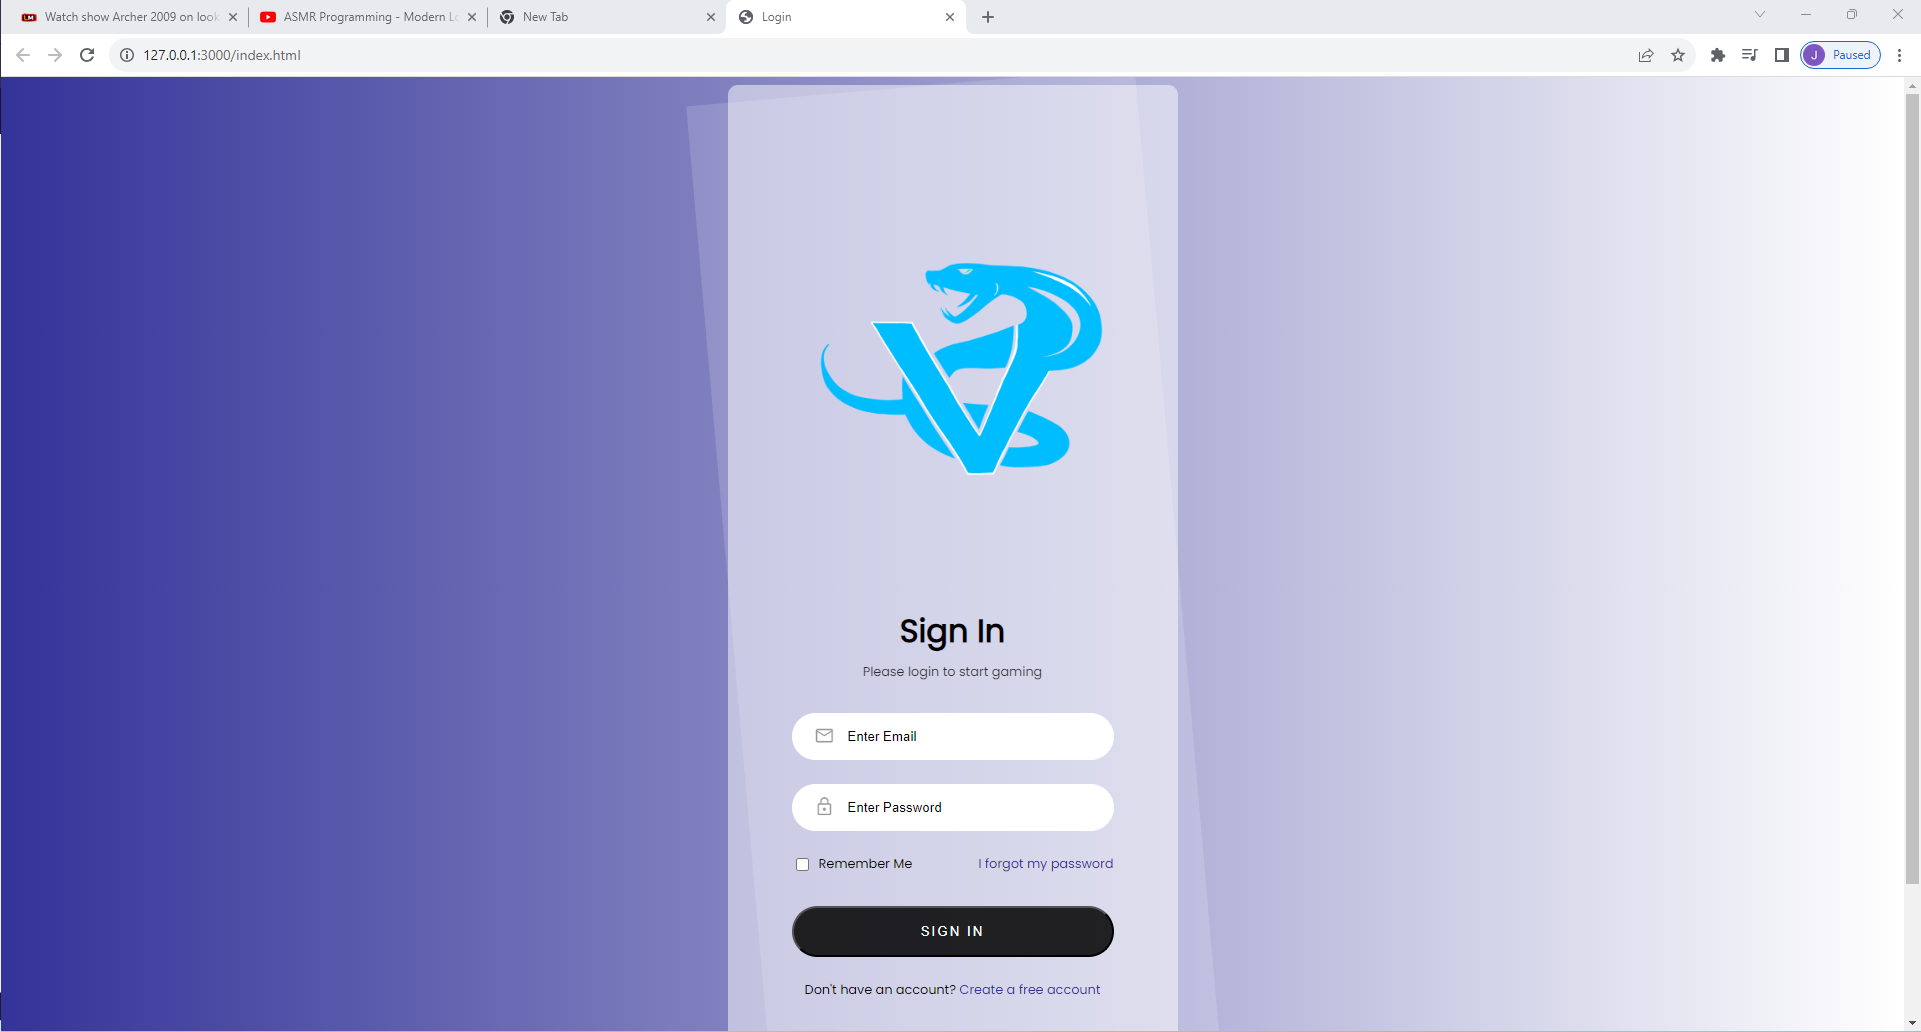 Watch show Archer 2009 on look
ASMR Programming - Modern Lo
New Tab
Login
127.0.0.1:3000/index.html
J Paused
V
Sign In
Please login to start gaming
Enter Email
Enter Password
Remember Me I forgot my password
SIGN IN
Don't have an account? Create a free account